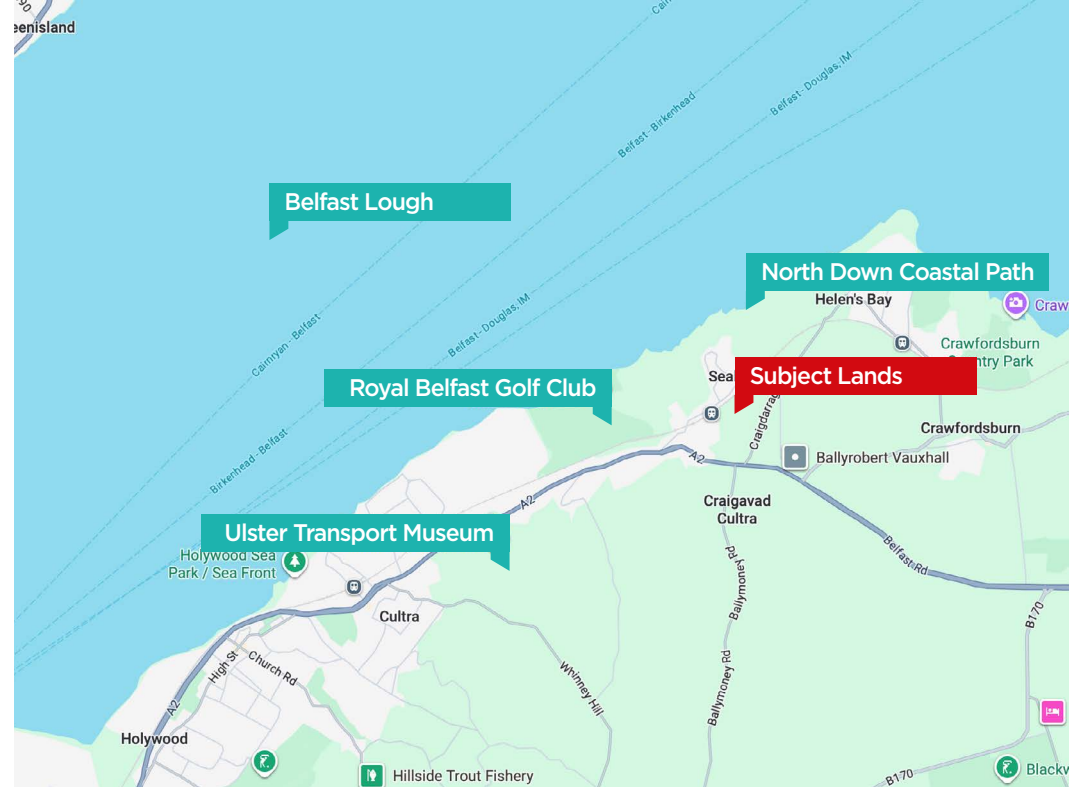 eenisland
Belfast-Birkenhead
Belfast-Douglas, IM
Belfast Lough
North Down Coastal Path
Helen's Bay
Craw
Crawfordsburn
Cairnryan-Belfast
Belfast-Douglas, IM
Royal Belfast Golf Club
Subject Lands
Crawfordsburn
Ballyrobert Vauxhall
A2
Birkenhead-Belfast
A2
Craigavad
Cultra
Ulster Transport Museum
Holywood Sea
Park / Sea Front
Belfast Rd
Ballymoney Rd
B170
Cultra
High St
Church Rd
Whinney Hill
Ballymoney Rd
A2
Holywood
Hillside Trout Fishery
B170
Blackw